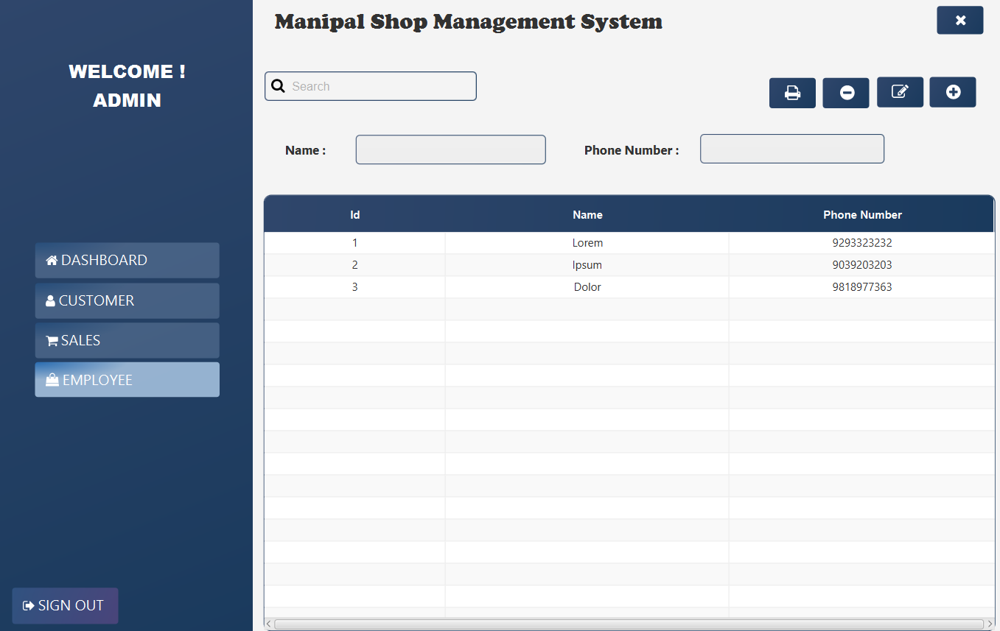 Manipal Shop Management System
WELCOME !
ADMIN
DASHBOARD
CUSTOMER
SALES
EMPLOYEE
SIGN OUT
Search
Name :
Phone Number :
Id Name Phone Number
1 Lorem 9293323232
2 Ipsum 9039203203
3 Dolor 9818977363